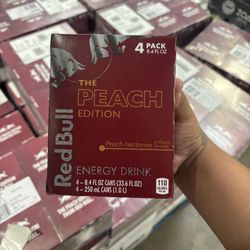 4 PACK
8.4 FL OZ
Red Bull
THE
PEACH
EDITION
Peach-Nectarine
ENERGY DRINK
110
4 – 8.4 FL OZ CANS (33.6 FL OZ)
4 – 250 mL CANS (1.0 L)